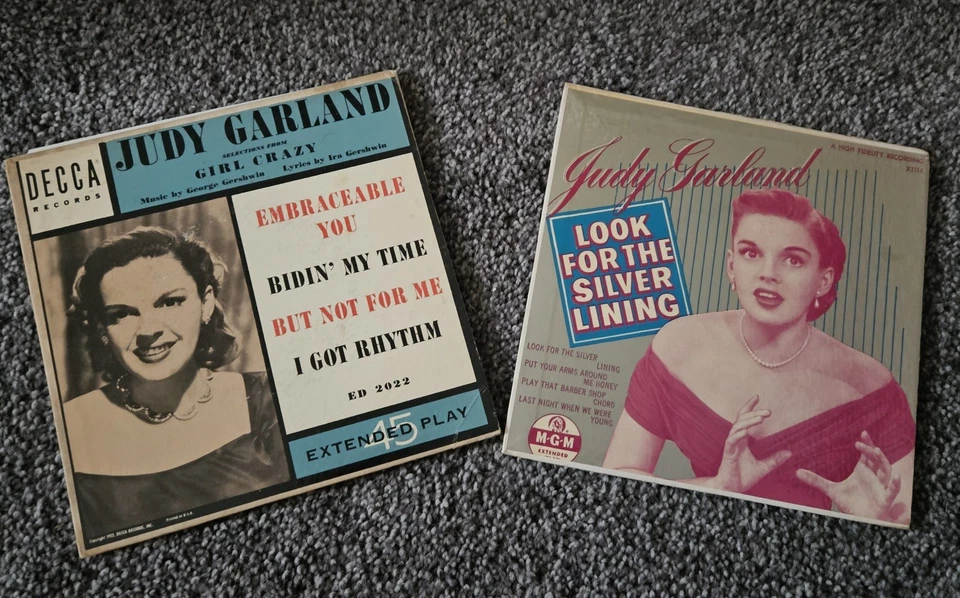 DECCA
RECORDS
JUDY GARLAND
SELECTIONS FROM
GIRL CRAZY
Music by George Gershwin Lyrics by Ira Gershwin
EMBRACEABLE
YOU
BIDIN' MY TIME
BUT NOT FOR ME
I GOT RHYTHM
ED 2022
45
EXTENDED PLAY
Printed in U.S.A.
A HIGH FIDELITY RECORDING
Judy Garland
LOOK
FOR THE
SILVER
LINING
LOOK FOR THE SILVER
LINING
PUT YOUR ARMS AROUND
ME HONEY
PLAY THAT BARBER SHOP
CHORD
LAST NIGHT WHEN WE WERE
YOUNG
M-G-M
EXTENDED